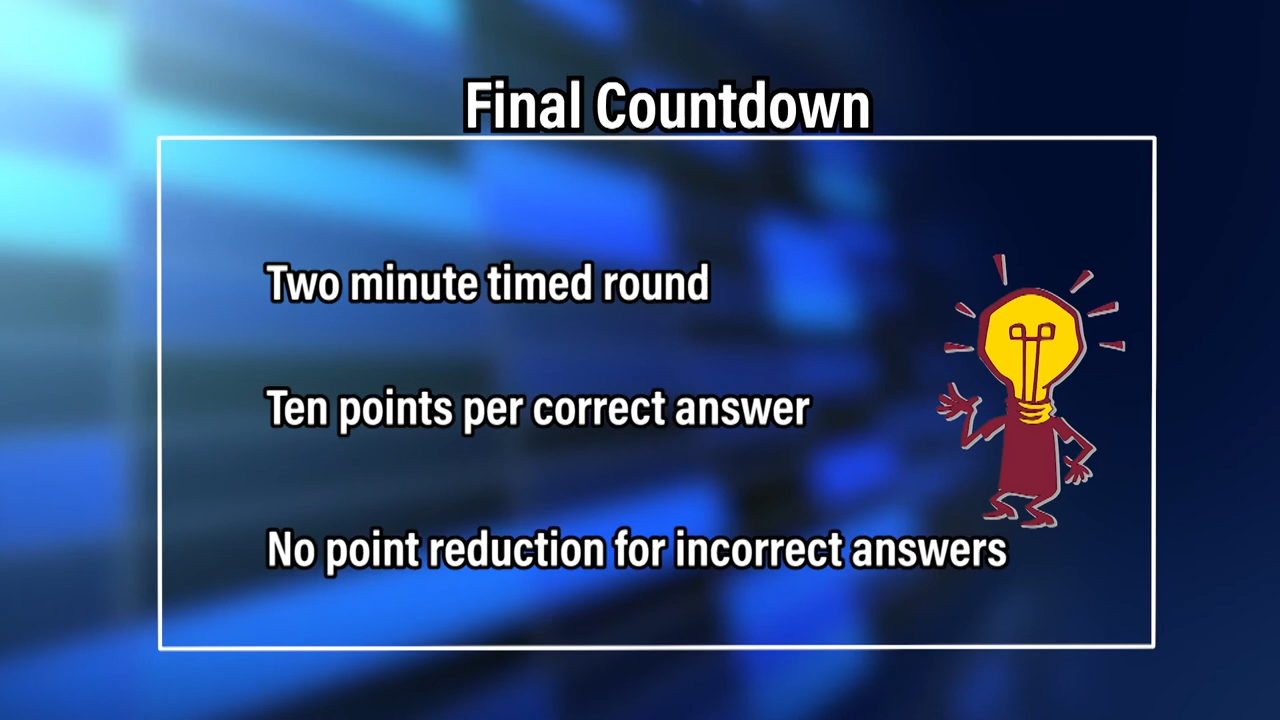 Final Countdown
Two minute timed round
Ten points per correct answer
No point reduction for incorrect answers